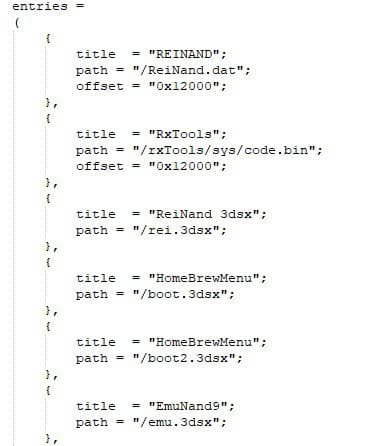 entries =
(
{
title = "REINAND";
path = "/ReiNand.dat";
offset = "0x12000";
},
{
title = "RxTools";
path = "/rxTools/sys/code.bin";
offset = "0x12000";
},
{
title = "ReiNand 3dsx";
path = "/rei.3dsx";
},
{
title = "HomeBrewMenu";
path = "/boot.3dsx";
},
{
title = "HomeBrewMenu";
path = "/boot2.3dsx";
},
{
title = "EmuNand9";
path = "/emu.3dsx";
},